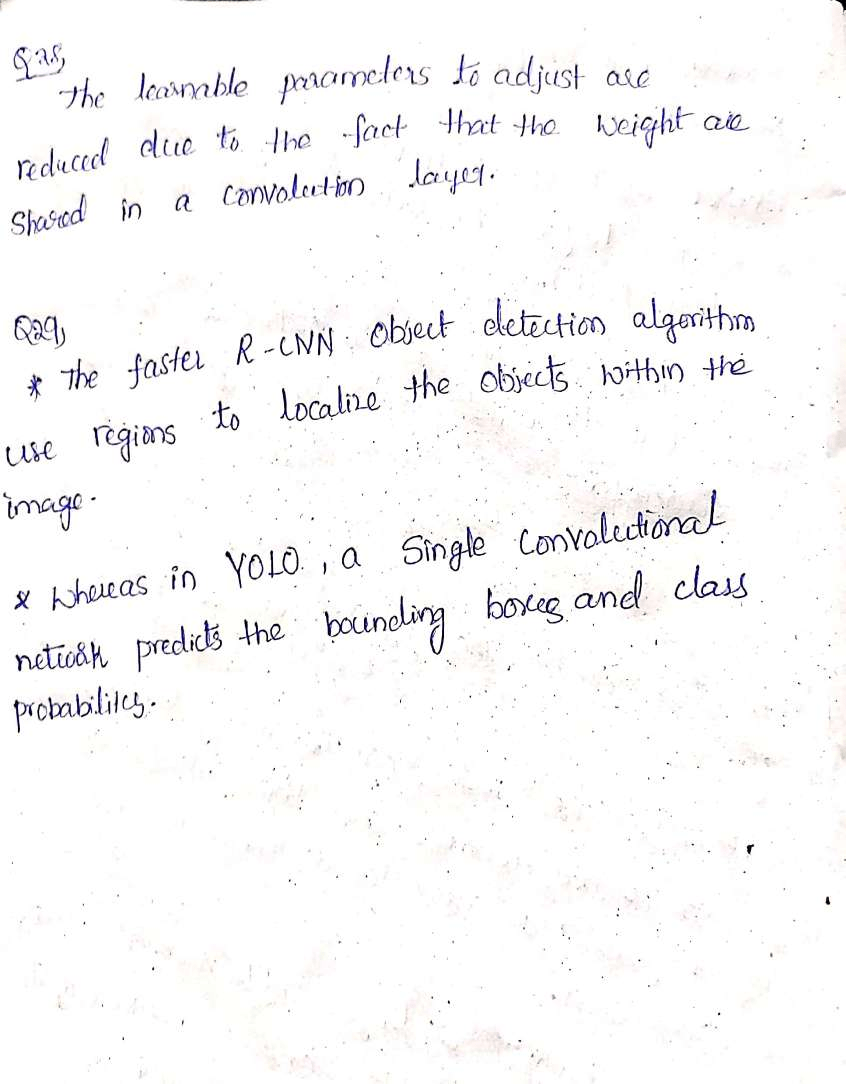 Q28,
The learnable parameters to adjust are
reduced due to the fact that the weight are
Shared in a convolution layer.
Q29,
* The faster R-CNN object detection algorithm
use regions to localize the objects within the
image.
* Whereas in YOLO, a Single Convolutional
network predicts the bounding boxes and class
probabilities.